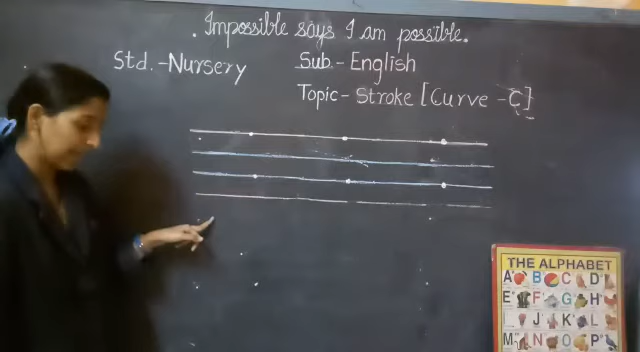 . Impossible says I am possible.
Std. - Nursery Sub. - English
Topic - Stroke [Curve - C]
THE ALPHABET
A B C D
E F G H
I J K L
M N O P